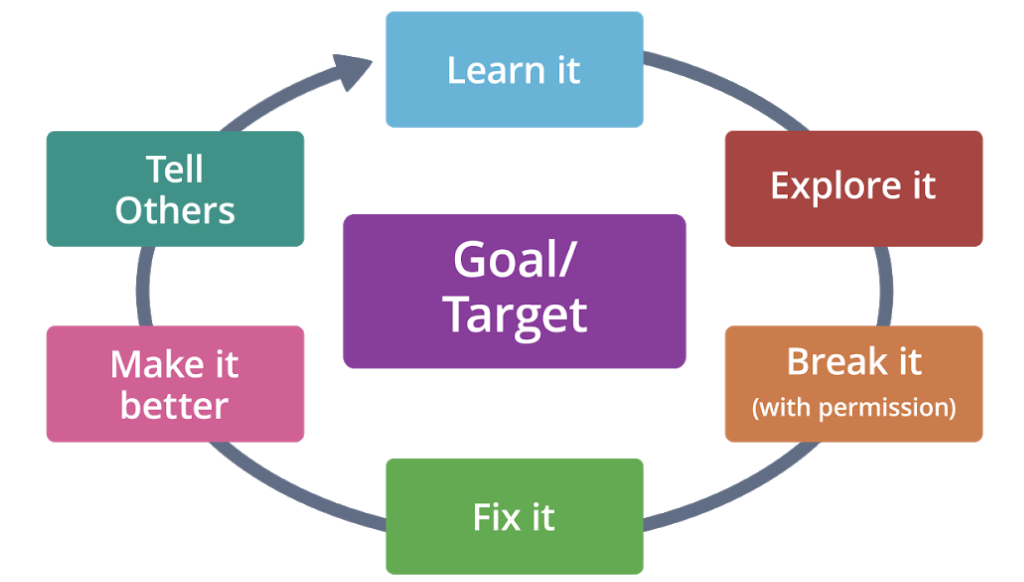 Learn it
Explore it
Break it
(with permission)
Fix it
Make it
better
Tell
Others
Goal/
Target